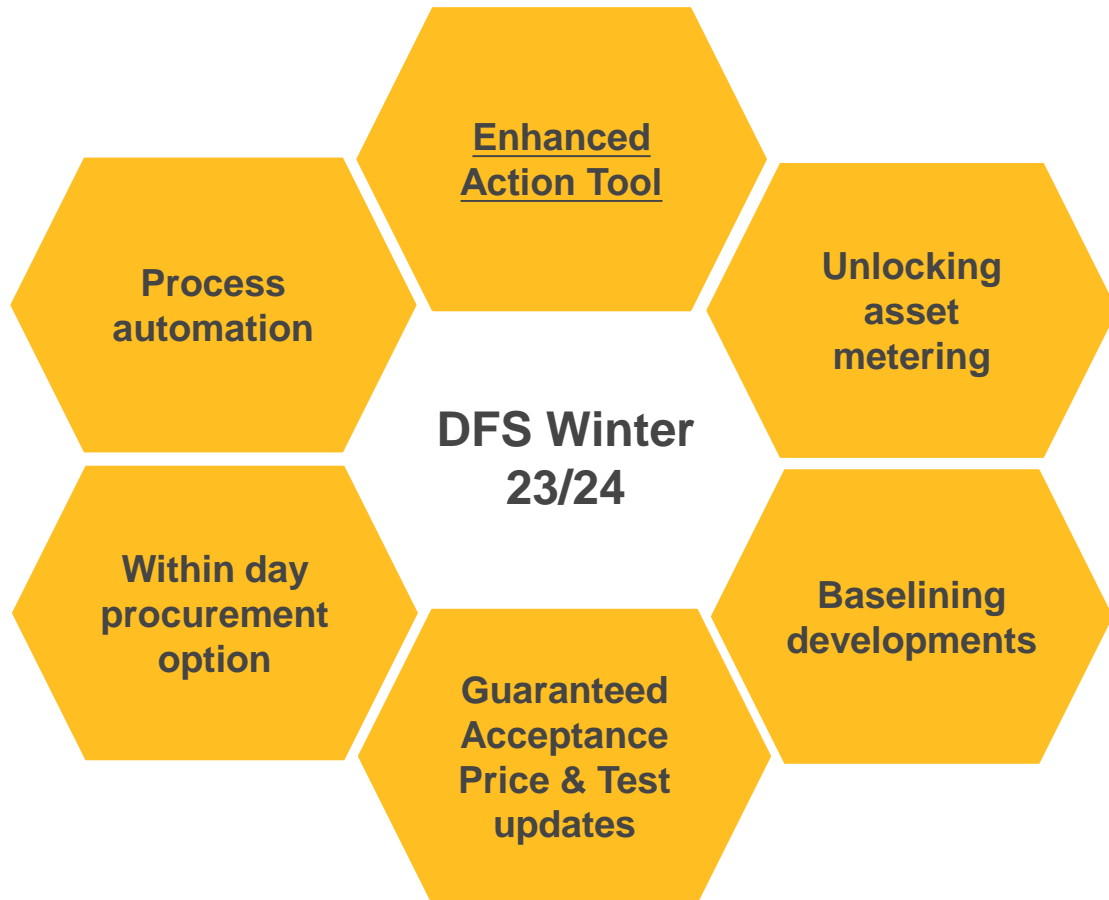 Enhanced
Action Tool
Process
automation
Unlocking
asset
metering
DFS Winter
23/24
Within day
procurement
option
Baselining
developments
Guaranteed
Acceptance
Price & Test
updates